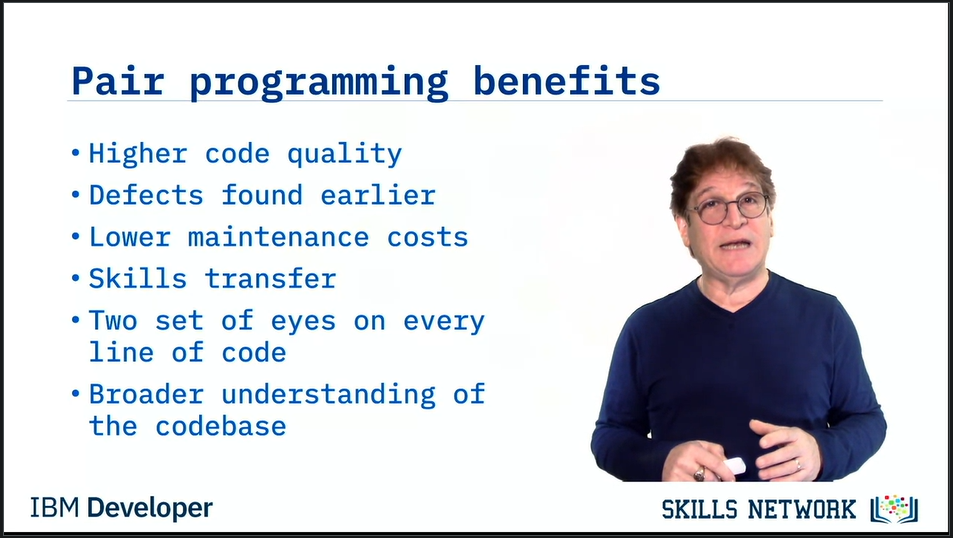 Pair programming benefits
• Higher code quality
• Defects found earlier
• Lower maintenance costs
• Skills transfer
• Two set of eyes on every
line of code
• Broader understanding of
the codebase
IBM Developer
SKILLS NETWORK